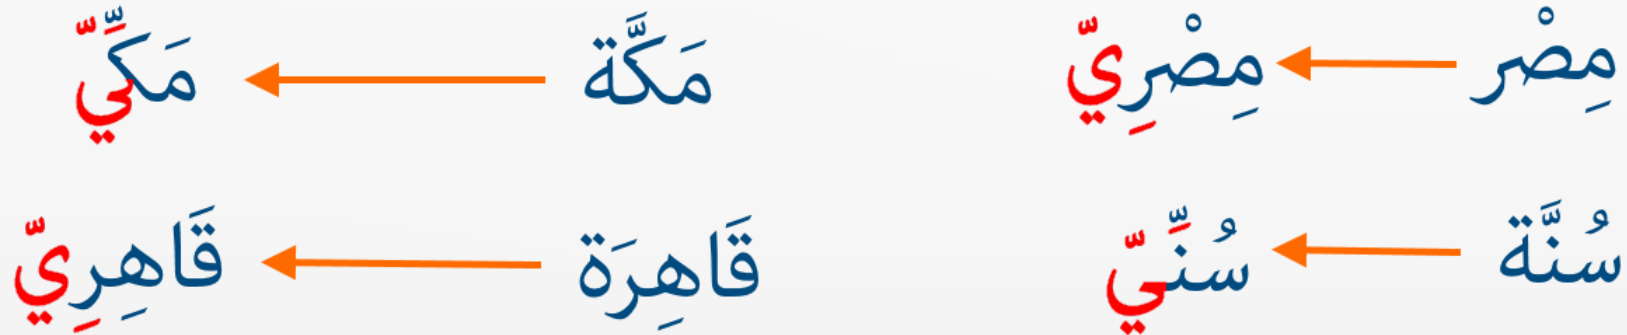 مِصْر مِصْرِيّ مَكَّة مَكِّيّ
سُنَّة سُنِّيّ قَاهِرَة قَاهِرِيّ